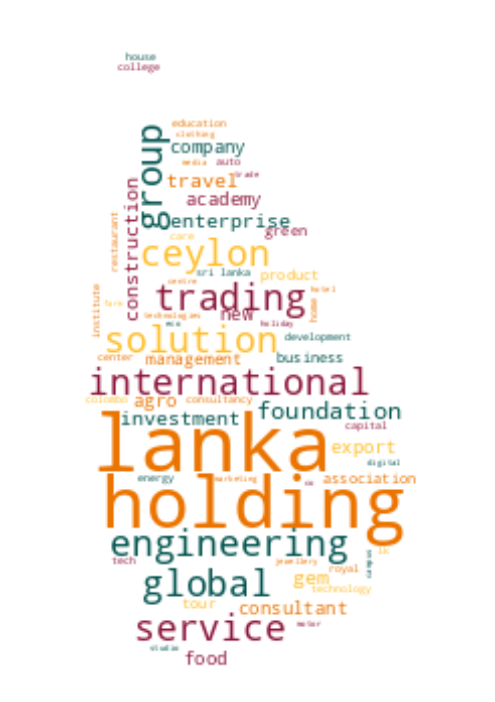 house
college
education
clothing
group
company
media
auto
trade
travel
academy
construction
enterprise
restaurant
green
care
ceylon
sri lanka
product
centre
hotel
trading
institute
farm
home
new
technologies
eco
holiday
solution
development
center
management
business
international
colombo
agro
consultancy
foundation
investment
capital
lanka
export
digital
energy
marketing
association
holding
engineering
lk
campus
tech
jewellery
royal
global
gem
technology
tour
consultant
service
motor
studio
food